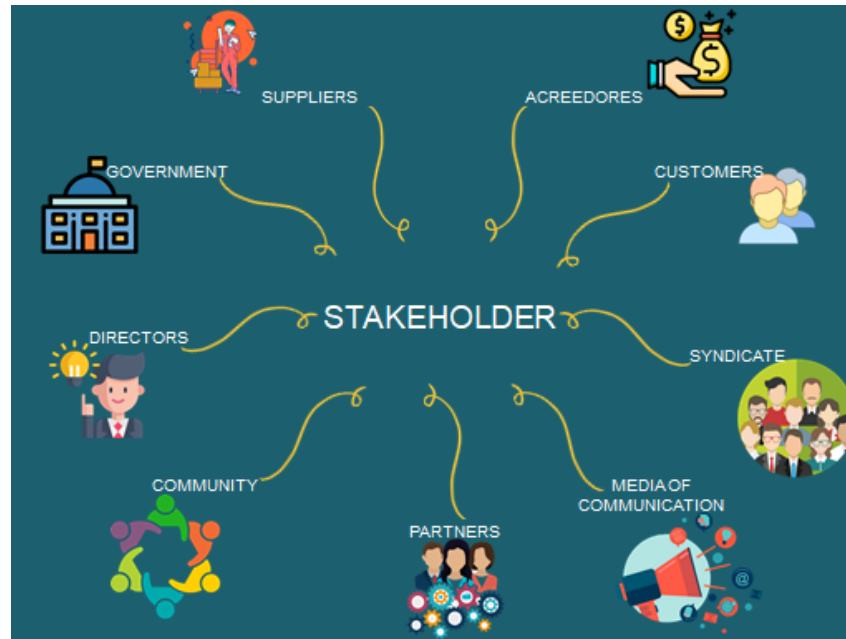 SUPPLIERS
ACREEDORES
GOVERNMENT
CUSTOMERS
STAKEHOLDER
DIRECTORS
SYNDICATE
COMMUNITY
MEDIA OF
COMMUNICATION
PARTNERS